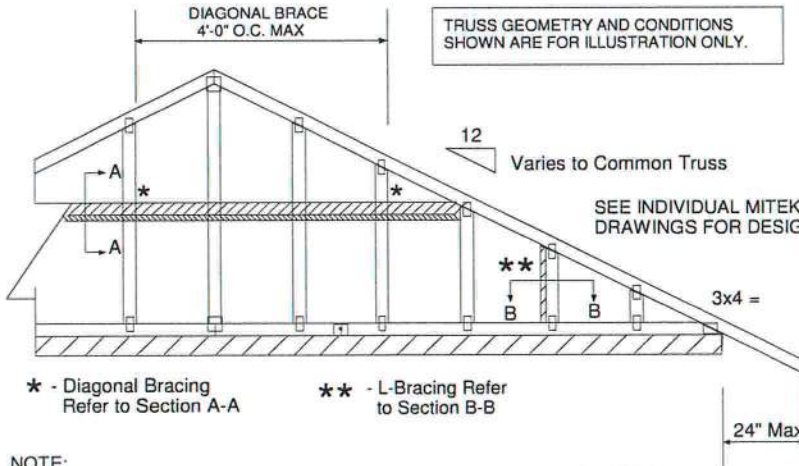 DIAGONAL BRACE
4'-0" O.C. MAX
TRUSS GEOMETRY AND CONDITIONS
SHOWN ARE FOR ILLUSTRATION ONLY.
12
Varies to Common Truss
A
*
*
SEE INDIVIDUAL MITEK
DRAWINGS FOR DESIG
A
**
B
B
3x4 =
* - Diagonal Bracing
Refer to Section A-A
** - L-Bracing Refer
to Section B-B
24" Max
NOTE: